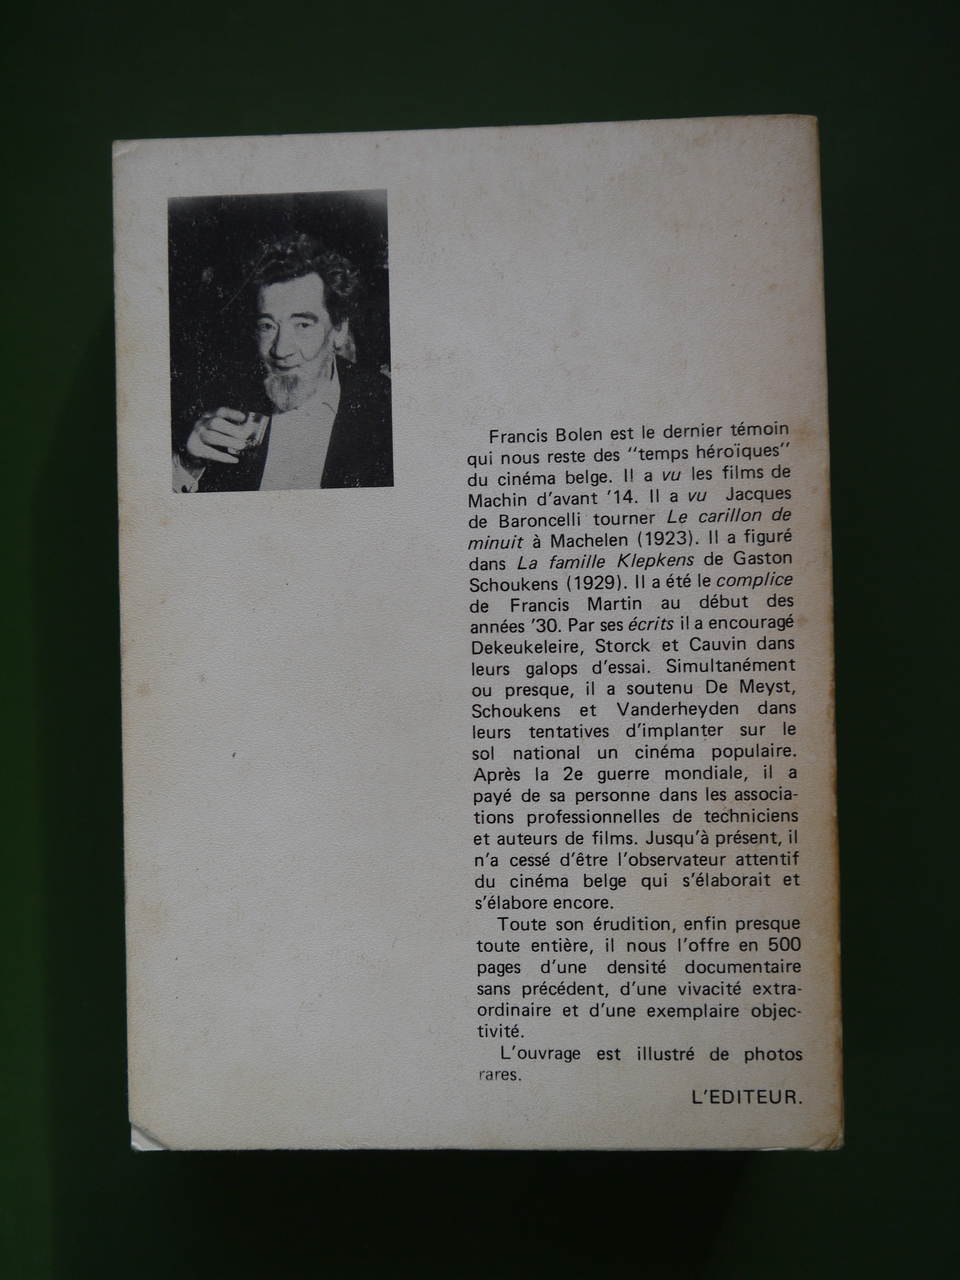 Francis Bolen est le dernier témoin
qui nous reste des "temps héroïques"
du cinéma belge. Il a vu les films de
Machin d'avant '14. Il a vu Jacques
de Baroncelli tourner Le carillon de
minuit à Machelen (1923). Il a figuré
dans La famille Klepkens de Gaston
Schoukens (1929). Il a été le complice
de Francis Martin au début des
années '30. Par ses écrits il a encouragé
Dekeukeleire, Storck et Cauvin dans
leurs galops d'essai. Simultanément
ou presque, il a soutenu De Meyst,
Schoukens et Vanderheyden dans
leurs tentatives d'implanter sur le
sol national un cinéma populaire.
Après la 2e guerre mondiale, il a
payé de sa personne dans les associa-
tions professionnelles de techniciens
et auteurs de films. Jusqu'à présent, il
n'a cessé d'être l'observateur attentif
du cinéma belge qui s'élaborait et
s'élabore encore.
Toute son érudition, enfin presque
toute entière, il nous l'offre en 500
pages d'une densité documentaire
sans précédent, d'une vivacité extra-
ordinaire et d'une exemplaire objec-
tivité.
L'ouvrage est illustré de photos
rares.
L'EDITEUR.